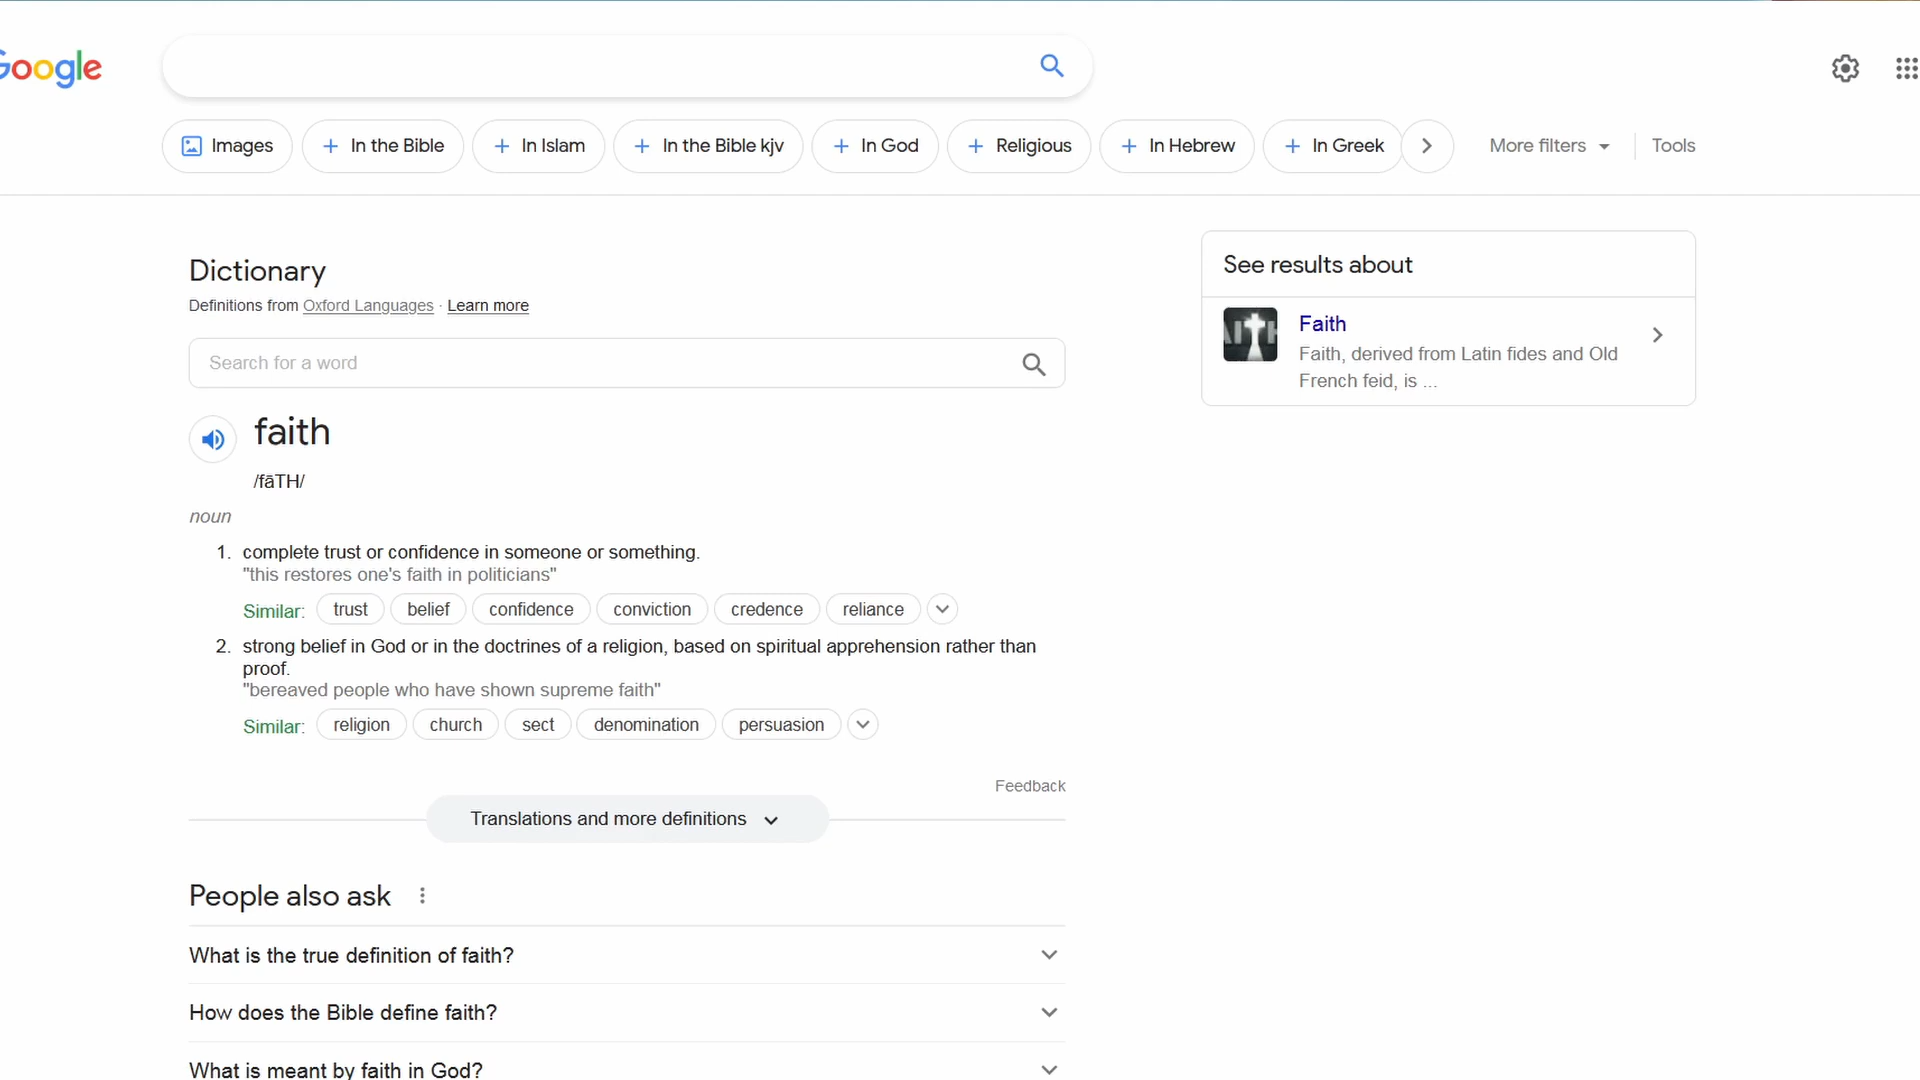 Google
Images
In the Bible
In Islam
In the Bible kjv
In God
Religious
In Hebrew
In Greek
More filters
Tools
Dictionary
Definitions from Oxford Languages · Learn more
Search for a word
faith
/fāTH/
noun
1. complete trust or confidence in someone or something.
"this restores one's faith in politicians"
Similar: trust belief confidence conviction credence reliance
2. strong belief in God or in the doctrines of a religion, based on spiritual apprehension rather than
proof.
"bereaved people who have shown supreme faith"
Similar: religion church sect denomination persuasion
Feedback
Translations and more definitions
People also ask
What is the true definition of faith?
How does the Bible define faith?
What is meant by faith in God?
See results about
Faith
Faith, derived from Latin fides and Old
French feid, is ...